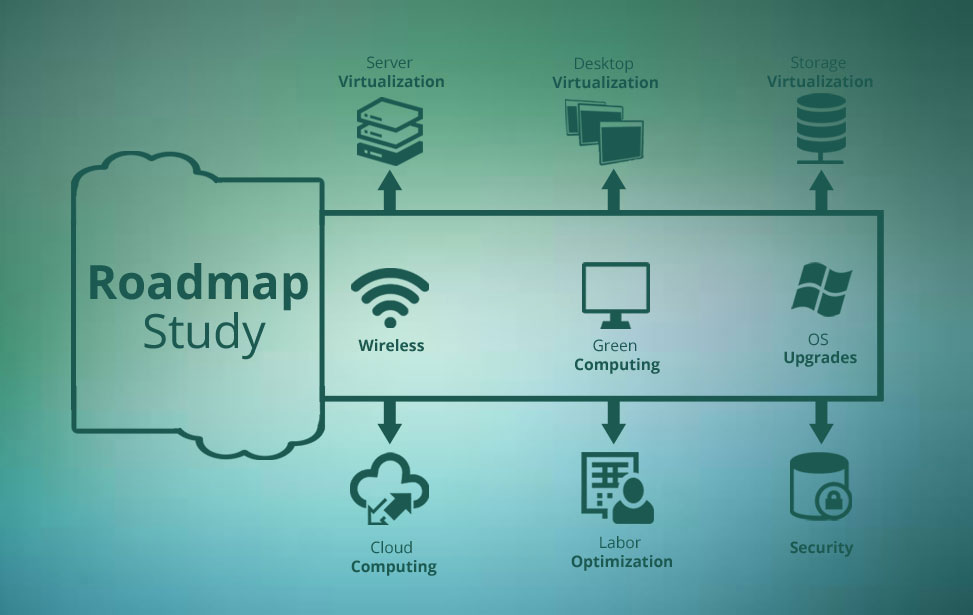 Server
Virtualization
Desktop
Virtualization
Storage
Virtualization
Roadmap
Study
Wireless
Green
Computing
OS
Upgrades
Cloud
Computing
Labor
Optimization
Security